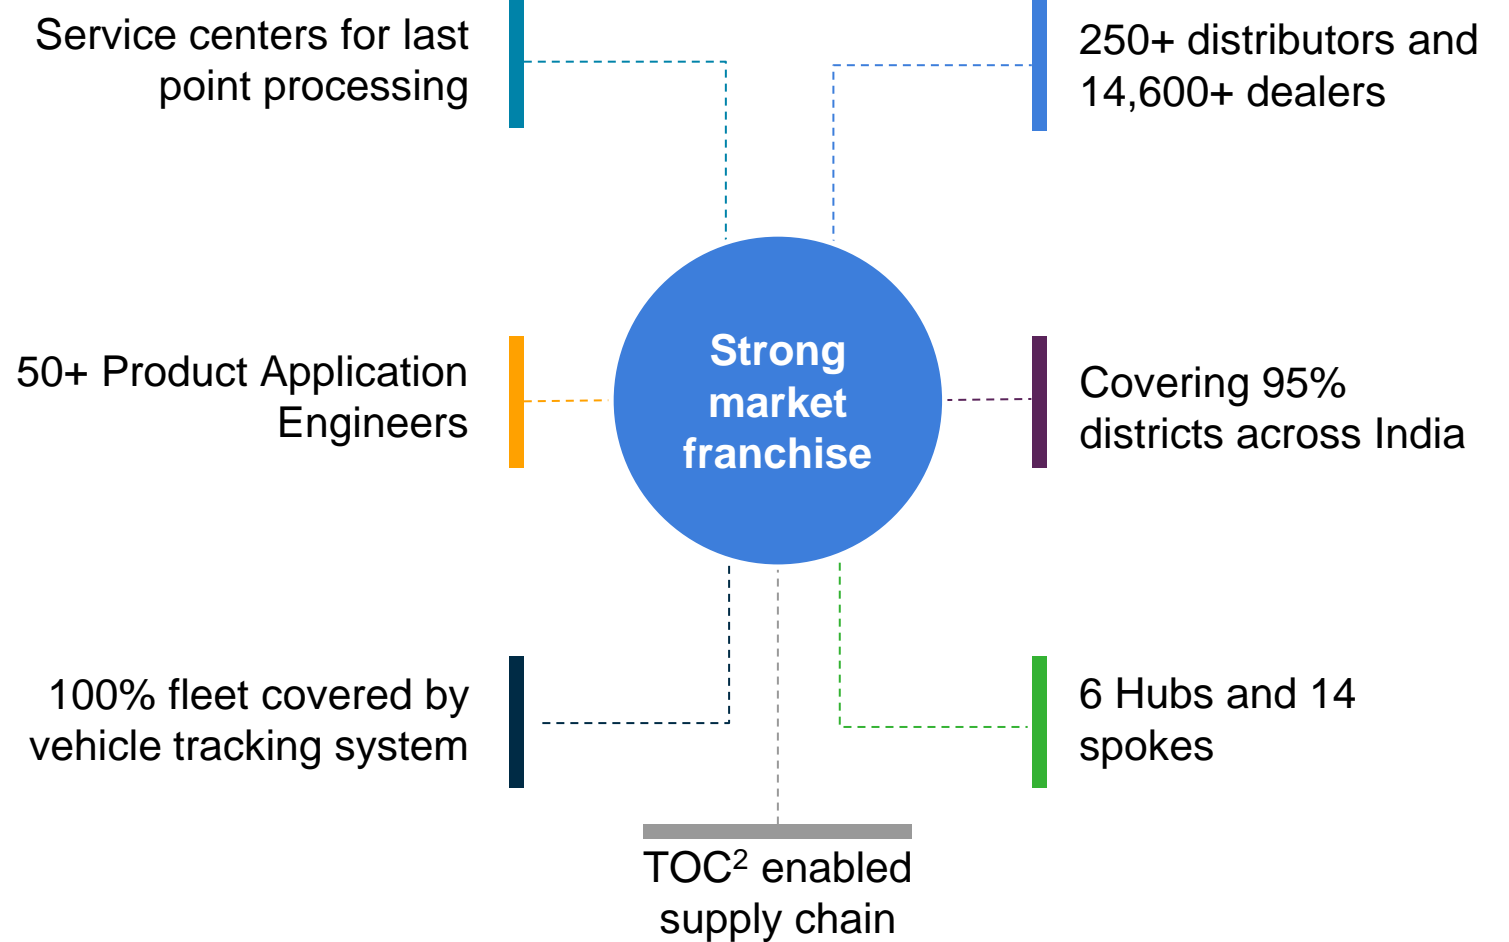 Service centers for last
point processing
250+ distributors and
14,600+ dealers
50+ Product Application
Engineers
Strong
market
franchise
Covering 95%
districts across India
100% fleet covered by
vehicle tracking system
6 Hubs and 14
spokes
TOC² enabled
supply chain